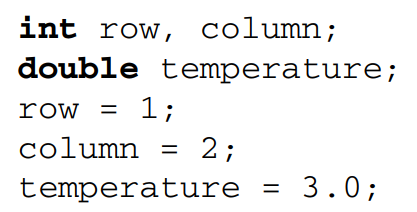 int row, column;
double temperature;
row = 1;
column = 2;
temperature = 3.0;